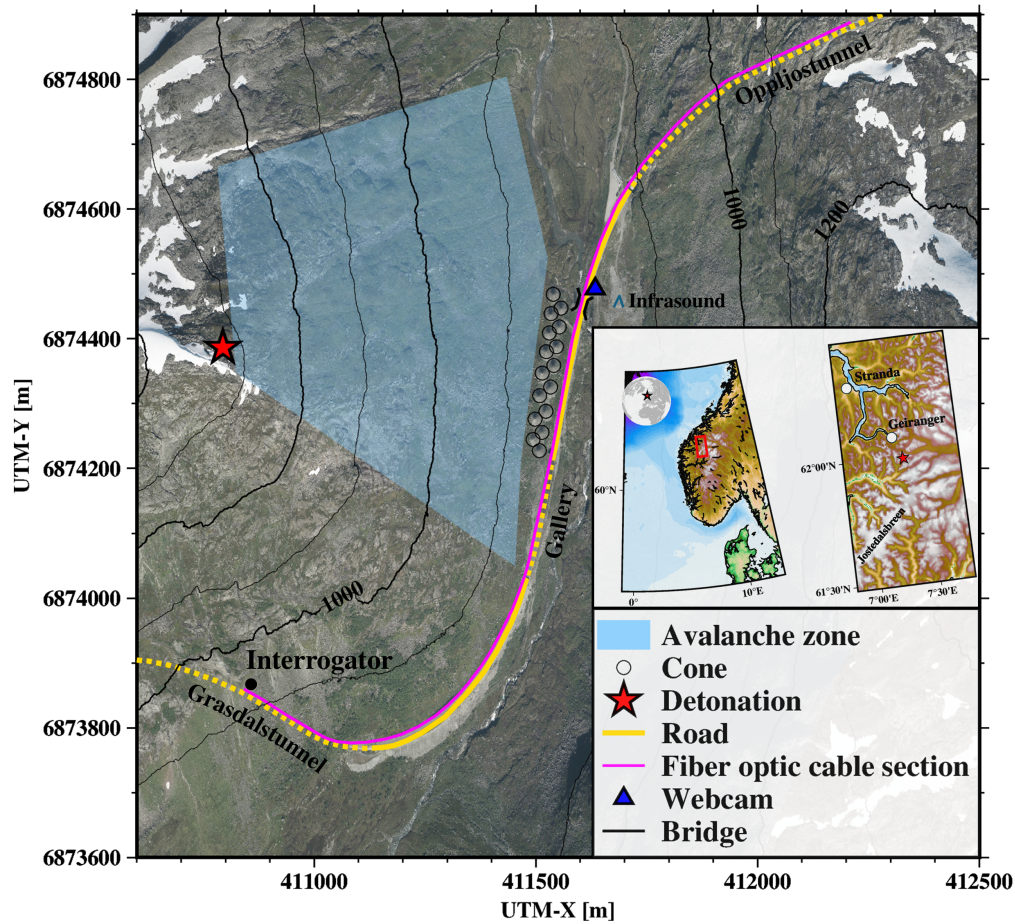 6874800
6874600
6874400
6874200
6874000
6873800
6873600
UTM-Y [m]
411000
411500
412000
412500
UTM-X [m]
Oppljostunnel
1000
1200
Infrasound
Gallery
1000
Interrogator
Grasdalstunnel
60°N
0°
10°E
Stranda
Geiranger
62°00'N
Jostedalsbreen
61°30'N
7°00'E
7°30'E
Avalanche zone
Cone
Detonation
Road
Fiber optic cable section
Webcam
Bridge